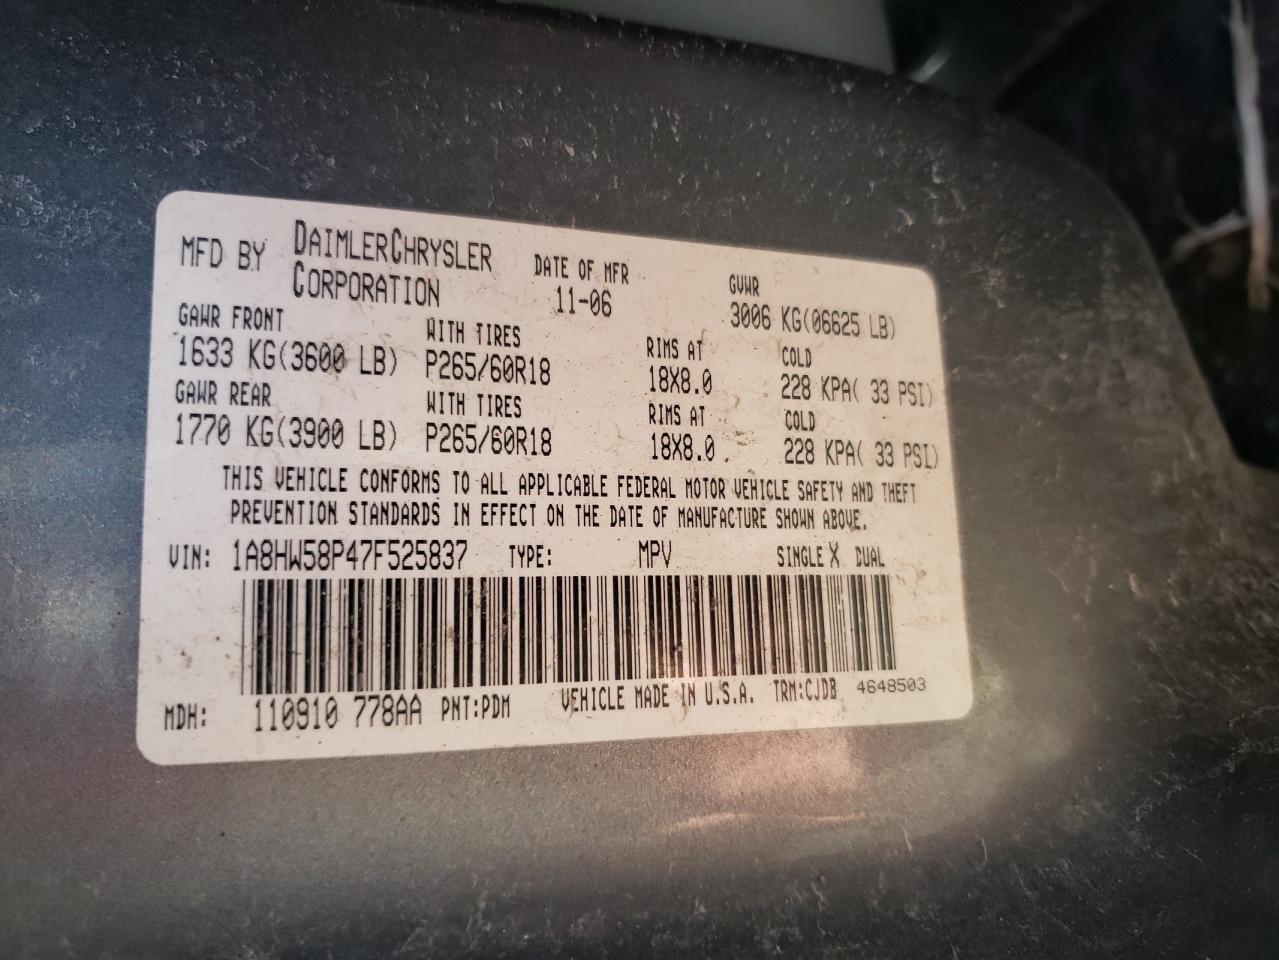 MFD BY DAIMLERCHRYSLER CORPORATION DATE OF MFR 11-06 GVWR 3006 KG(06625 LB)
GAWR FRONT WITH TIRES RIMS AT COLD
1633 KG(3600 LB) P265/60R18 18X8.0 228 KPA( 33 PSI)
GAWR REAR WITH TIRES RIMS AT COLD
1770 KG(3900 LB) P265/60R18 18X8.0 228 KPA( 33 PSI)
THIS VEHICLE CONFORMS TO ALL APPLICABLE FEDERAL MOTOR VEHICLE SAFETY AND THEFT
PREVENTION STANDARDS IN EFFECT ON THE DATE OF MANUFACTURE SHOWN ABOVE.
VIN: 1A8HW58P47F525837 TYPE: MPV SINGLE X DUAL
MDH: 110910 778AA PNT:PDM VEHICLE MADE IN U.S.A. TRM:CJDB 4648503